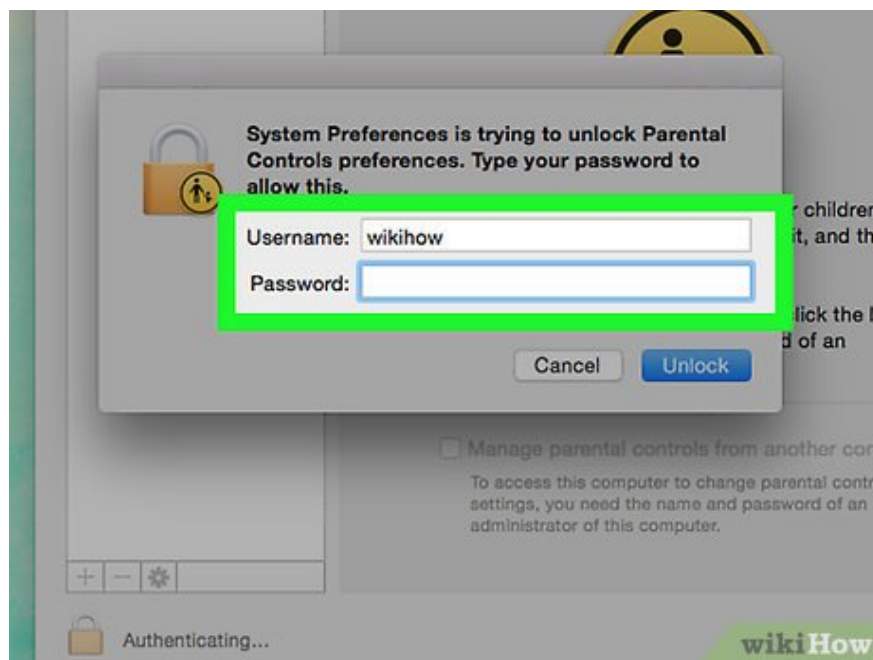 System Preferences is trying to unlock Parental
Controls preferences. Type your password to
allow this.
children
it, and th
Username: wikihow
Password:
lick the
d of an
Cancel
Unlock
Manage parental controls from another cor
To access this computer to change parental contr
settings, you need the name and password of an
administrator of this computer.
Authenticating...
wikiHow